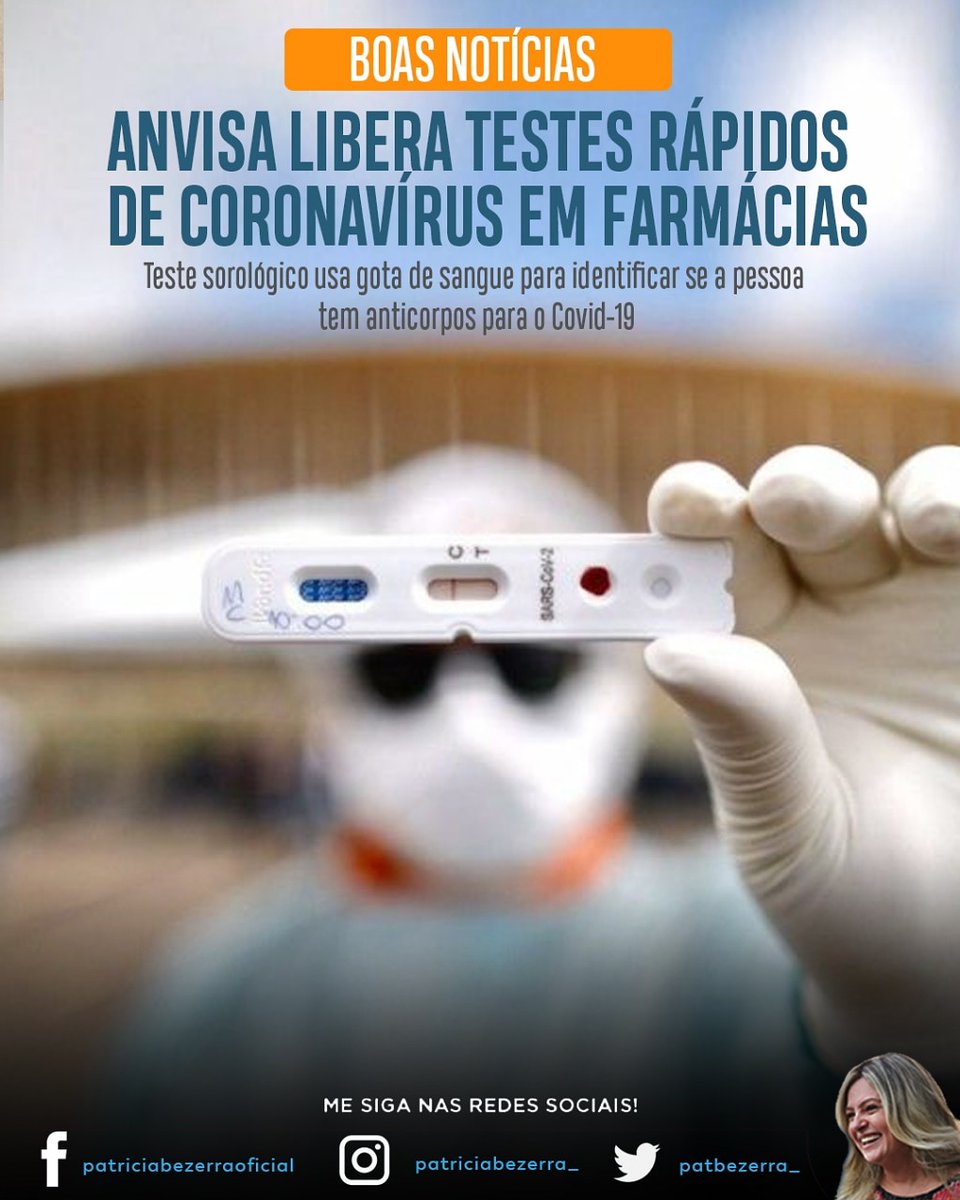 BOAS NOTÍCIAS
ANVISA LIBERA TESTES RÁPIDOS
DE CORONAVÍRUS EM FARMÁCIAS
Teste sorológico usa gota de sangue para identificar se a pessoa
tem anticorpos para o Covid-19
C T
SARS-CoV-2
ME SIGA NAS REDES SOCIAIS!
patriciabezerraoficial
patriciabezerra_
patbezerra_